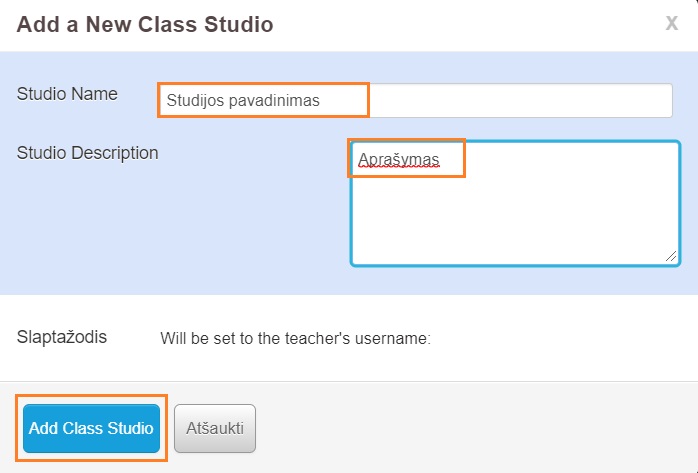 Add a New Class Studio X
Studio Name Studijos pavadinimas
Studio Description Aprašymas
Slaptažodis Will be set to the teacher's username:
Add Class Studio Atšaukti